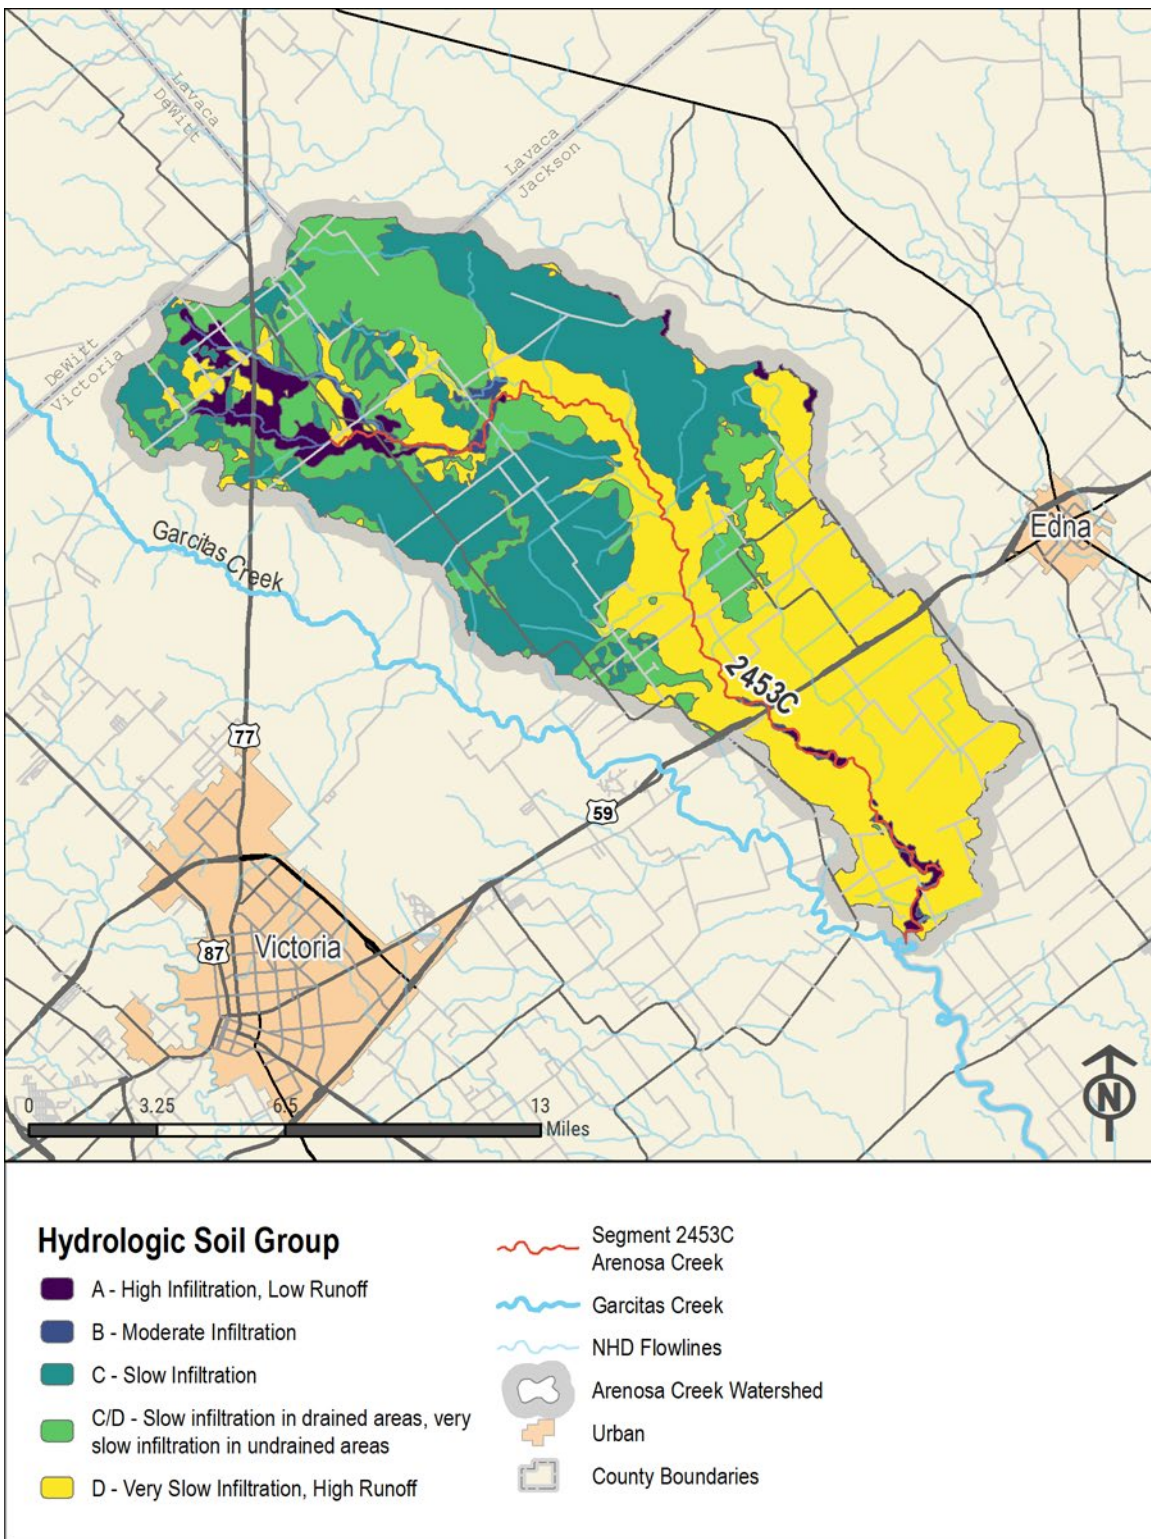 Lavaca
DeWitt
Lavaca
Jackson
DeWitt
Victoria
Garcitas Creek
Edna
2453C
77
59
87
Victoria
N
0 3.25 6.5 13
Miles
Hydrologic Soil Group
A - High Infilitration, Low Runoff
B - Moderate Infiltration
C - Slow Infiltration
C/D - Slow infiltration in drained areas, very
slow infiltration in undrained areas
D - Very Slow Infiltration, High Runoff
Segment 2453C
Arenosa Creek
Garcitas Creek
NHD Flowlines
Arenosa Creek Watershed
Urban
County Boundaries